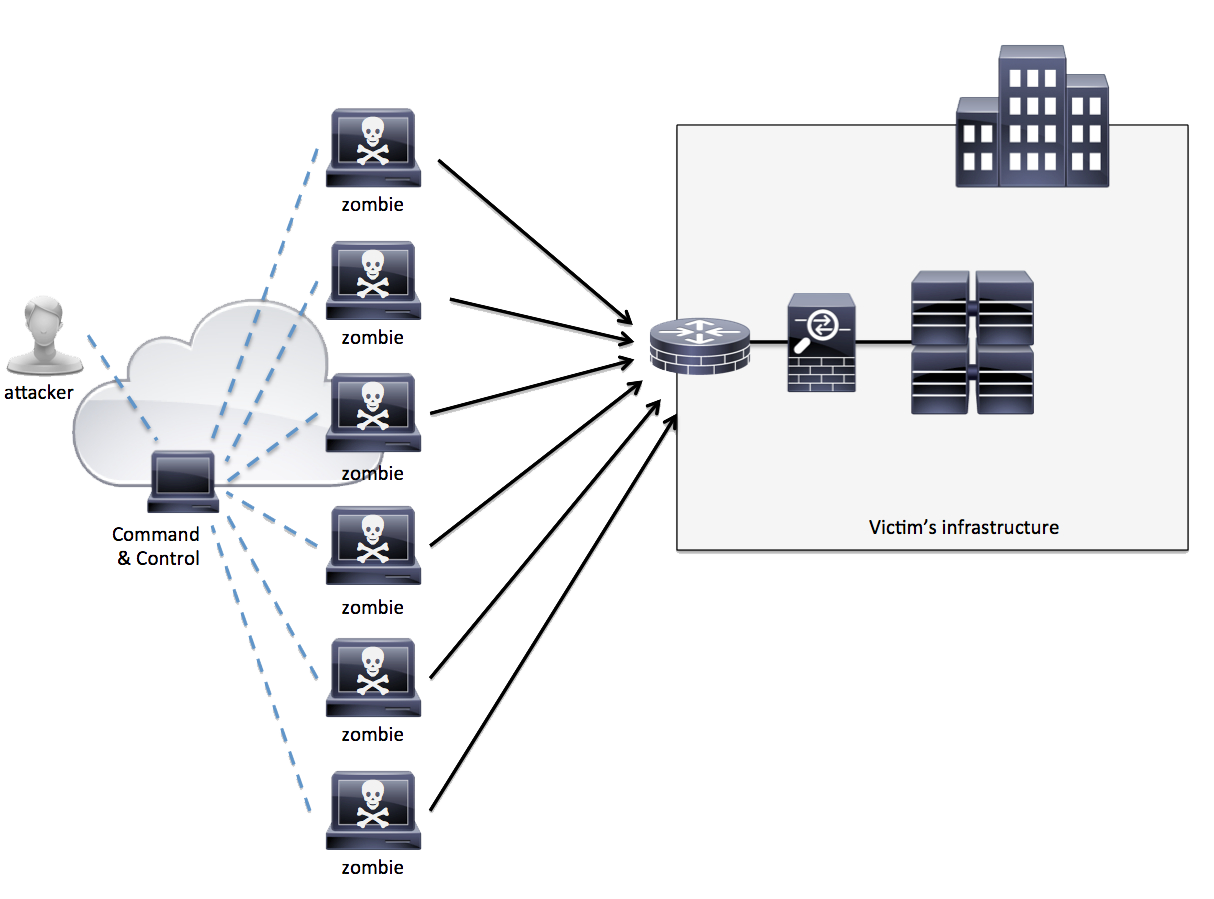 zombie
zombie
attacker
zombie
Command
& Control
Victim's infrastructure
zombie
zombie
zombie